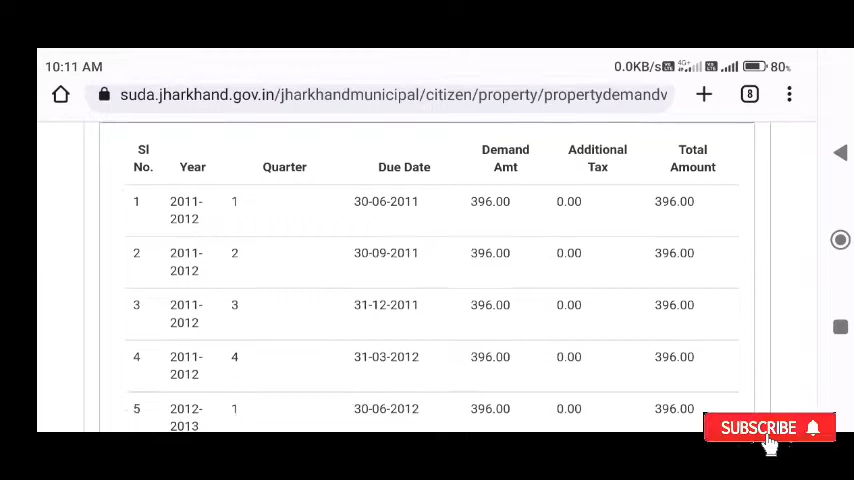 10:11 AM 0.0KB/s 4G+ 80%
suda.jharkhand.gov.in/jharkhandmunicipal/citizen/property/propertydemandv 8
Sl No. Year Quarter Due Date Demand Amt Additional Tax Total Amount
1 2011-2012 1 30-06-2011 396.00 0.00 396.00
2 2011-2012 2 30-09-2011 396.00 0.00 396.00
3 2011-2012 3 31-12-2011 396.00 0.00 396.00
4 2011-2012 4 31-03-2012 396.00 0.00 396.00
5 2012-2013 1 30-06-2012 396.00 0.00 396.00
SUBSCRIBE